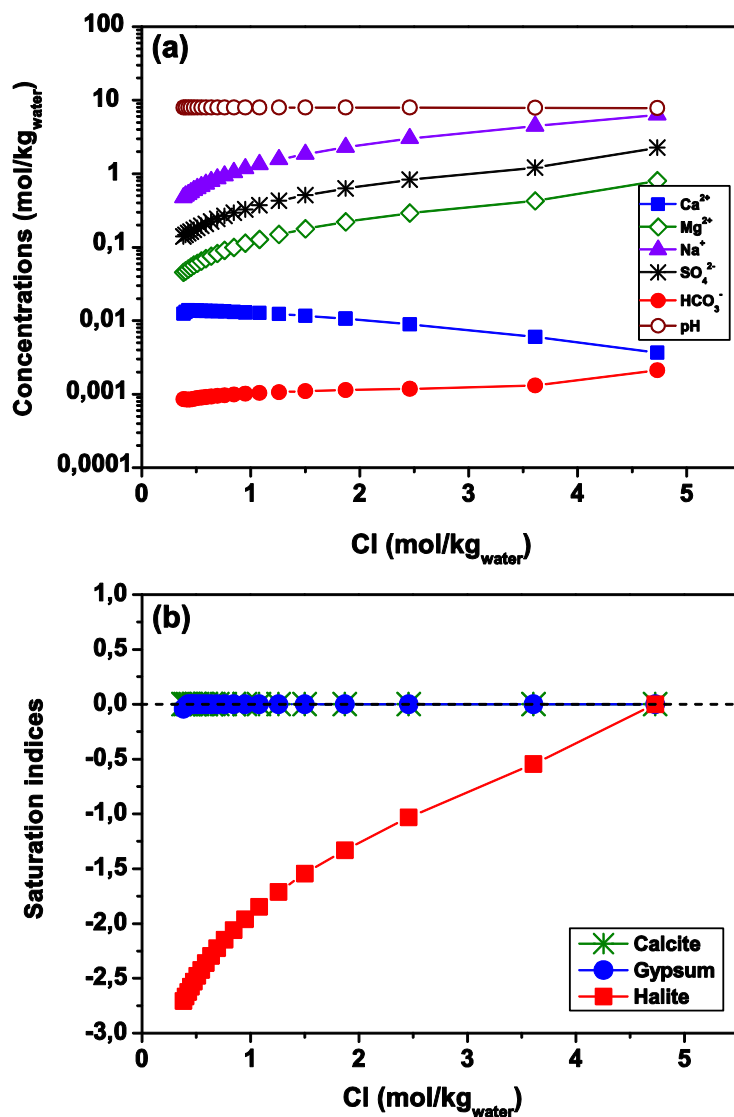 (a)
100
10
1
0,1
0,01
0,001
0,0001
Concentrations (mol/kg_water)
Ca²⁺
Mg²⁺
Na⁺
SO₄²⁻
HCO₃⁻
pH
0 1 2 3 4 5
Cl (mol/kg_water)
(b)
1,0
0,5
0,0
-0,5
-1,0
-1,5
-2,0
-2,5
-3,0
Saturation indices
Calcite
Gypsum
Halite
0 1 2 3 4 5
Cl (mol/kg_water)